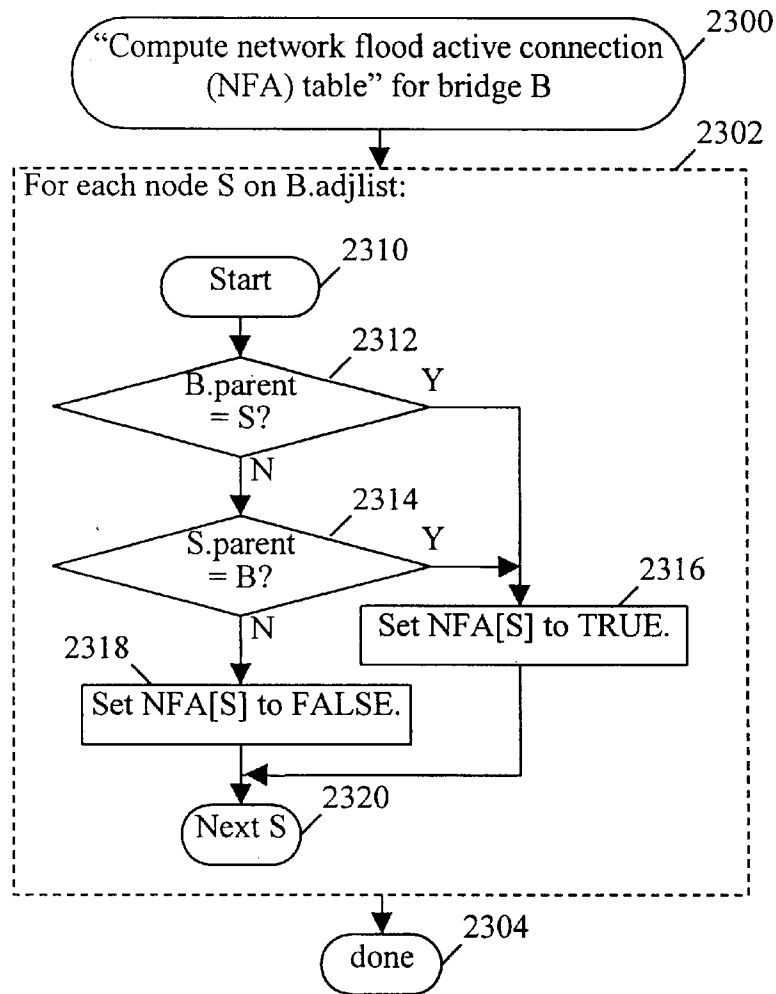 2300
“Compute network flood active connection
(NFA) table” for bridge B
2302
For each node S on B.adjlist:
2310
Start
2312
B.parent
= S?
Y
N
2314
S.parent
= B?
Y
N
2316
Set NFA[S] to TRUE.
2318
Set NFA[S] to FALSE.
2320
Next S
2304
done